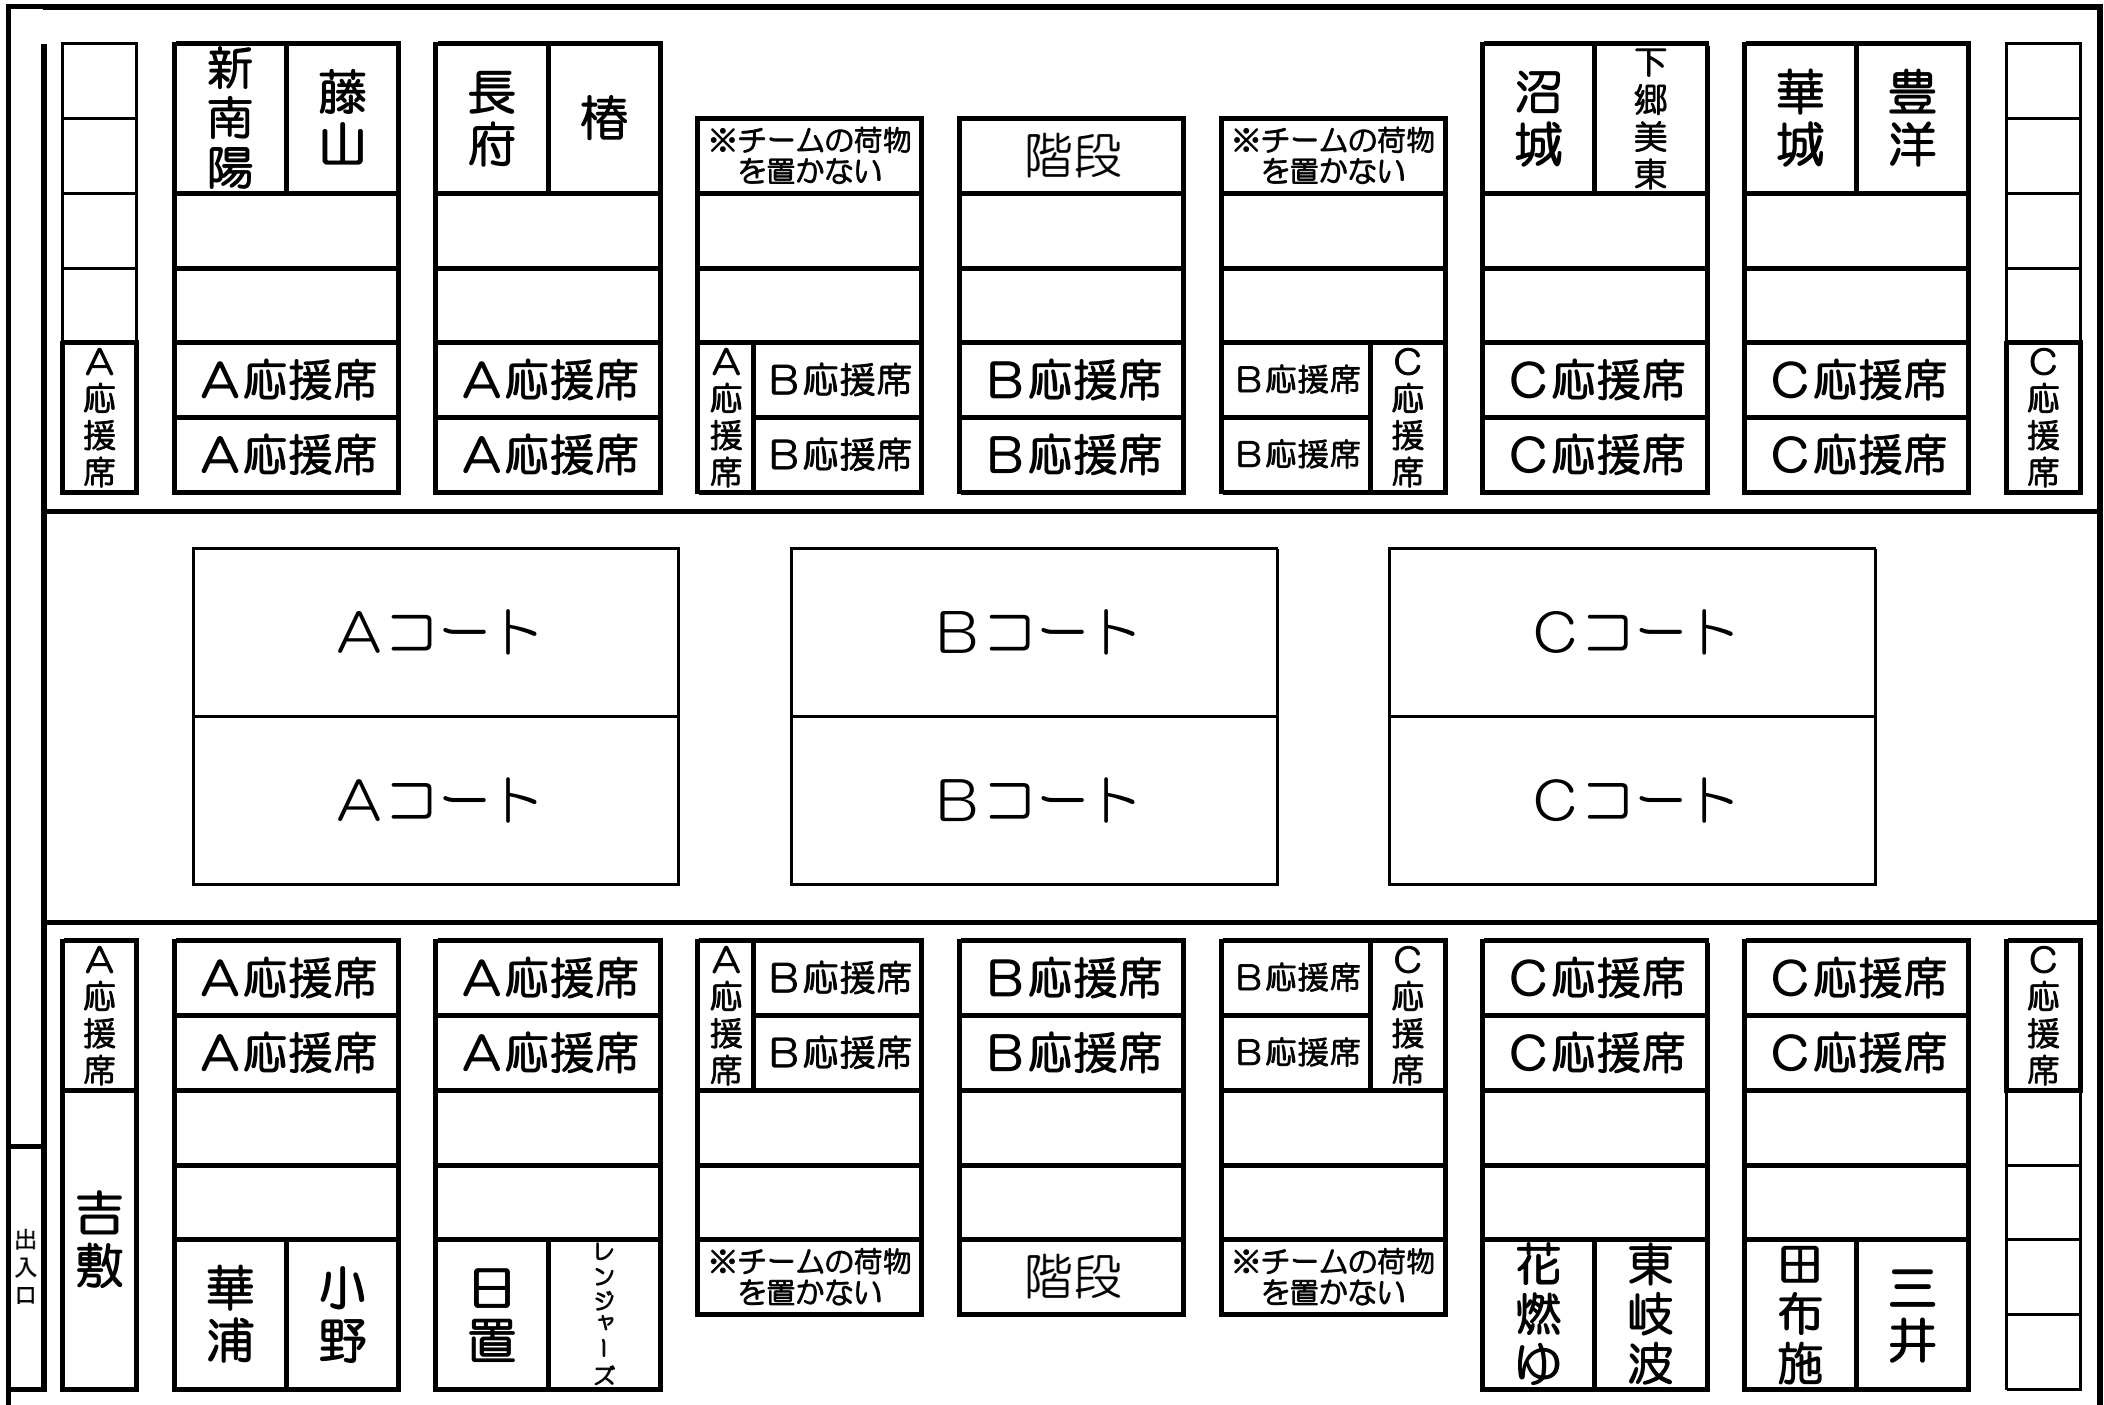 新南陽
藤山
長府
椿
沼城
下郷美東
華城
豊洋
※チームの荷物
を置かない
階段
※チームの荷物
を置かない
A応援席
A応援席
A応援席
A応援席
B応援席
B応援席
B応援席
C応援席
C応援席
C応援席
C応援席
A応援席
A応援席
B応援席
B応援席
B応援席
C応援席
C応援席
Aコート
Bコート
Cコート
Aコート
Bコート
Cコート
A応援席
A応援席
A応援席
A応援席
B応援席
B応援席
B応援席
C応援席
C応援席
C応援席
C応援席
A応援席
A応援席
B応援席
B応援席
B応援席
C応援席
C応援席
出入口
吉敷
華浦
小野
日置
レンジャーズ
※チームの荷物
を置かない
階段
※チームの荷物
を置かない
花燃ゆ
東岐波
田布施
三井